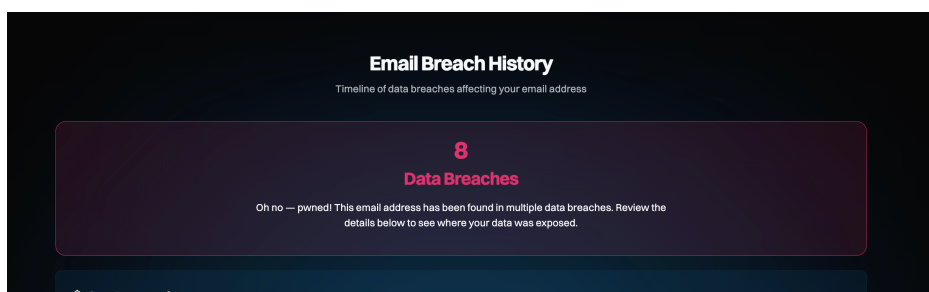 Email Breach History
Timeline of data breaches affecting your email address
8
Data Breaches
Oh no — pwned! This email address has been found in multiple data breaches. Review the
details below to see where your data was exposed.